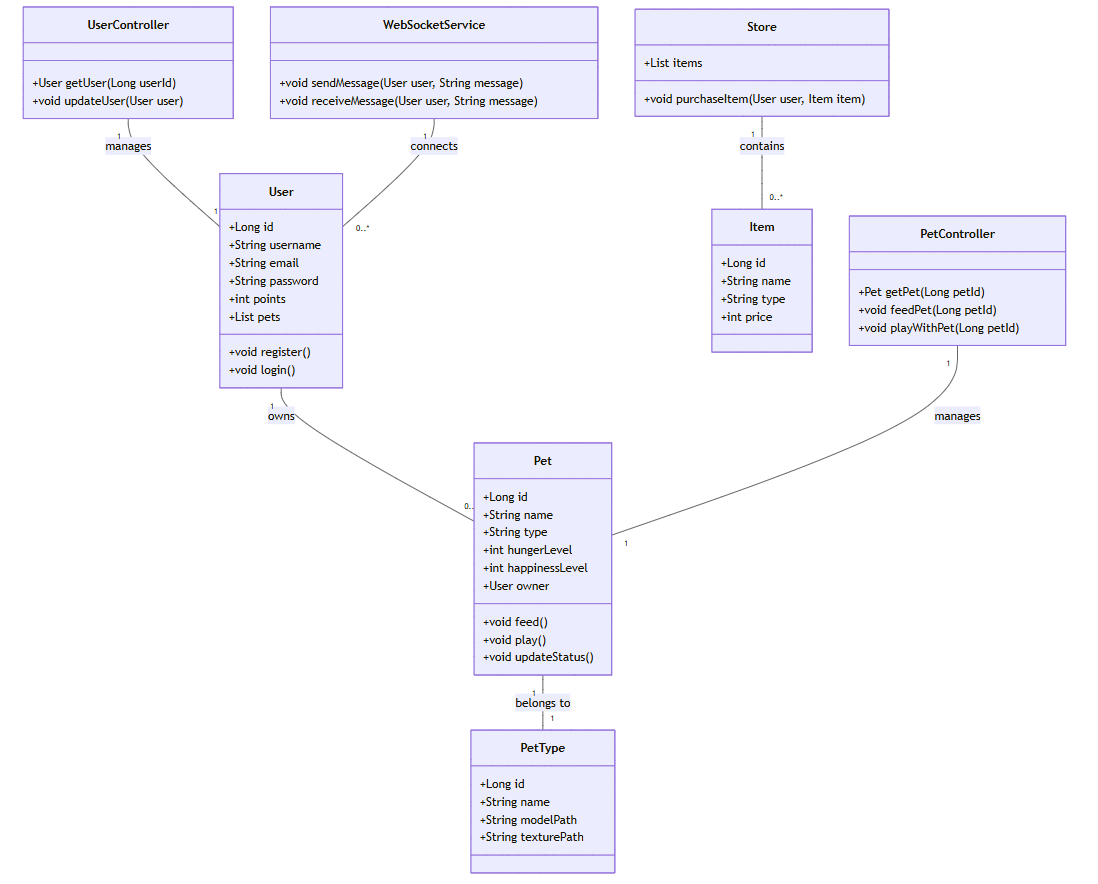 UserController
+User getUser(Long userId)
+void updateUser(User user)
WebSocketService
+void sendMessage(User user, String message)
+void receiveMessage(User user, String message)
Store
+List items
+void purchaseItem(User user, Item item)
1
manages
1
1
connects
0..*
1
contains
0..*
User
+Long id
+String username
+String email
+String password
+int points
+List pets
+void register()
+void login()
Item
+Long id
+String name
+String type
+int price
PetController
+Pet getPet(Long petId)
+void feedPet(Long petId)
+void playWithPet(Long petId)
1
owns
0..
1
manages
1
Pet
+Long id
+String name
+String type
+int hungerLevel
+int happinessLevel
+User owner
+void feed()
+void play()
+void updateStatus()
1
belongs to
1
PetType
+Long id
+String name
+String modelPath
+String texturePath